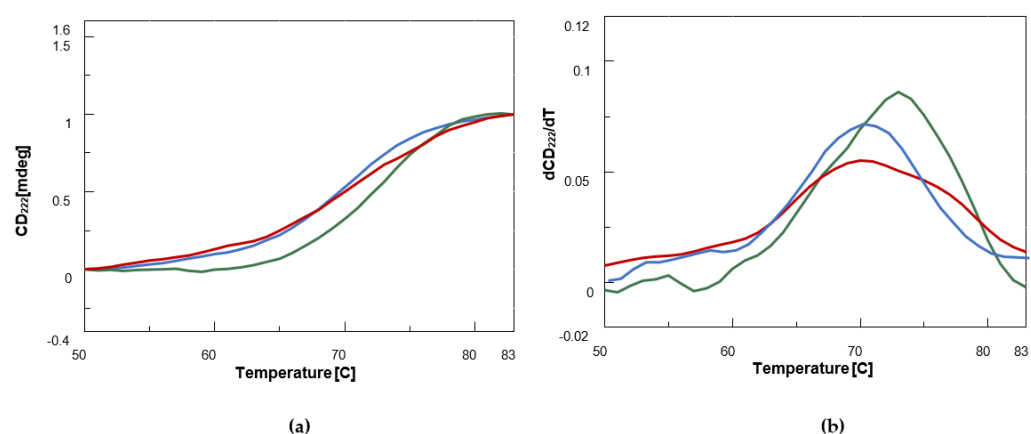 1.6
1.5
1
0.5
0
-0.4
CD₂₂₂[mdeg]
50 60 70 80 83
Temperature [C]
(a)
0.12
0.1
0.05
0
-0.02
dCD₂₂₂/dT
50 60 70 80 83
Temperature [C]
(b)